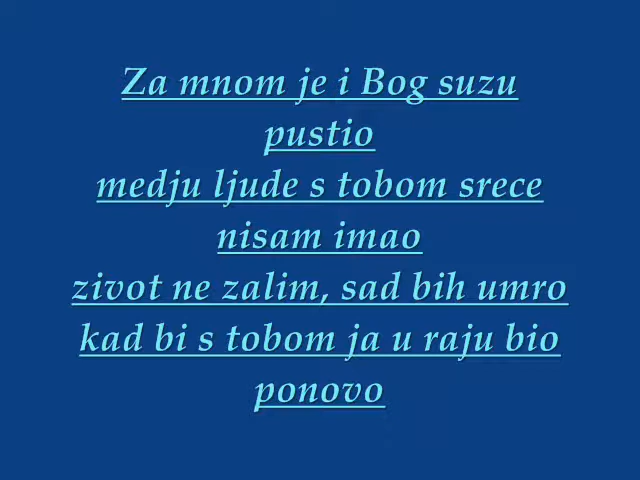 Za mnom je i Bog suzu
pustio
medju ljude s tobom srece
nisam imao
zivot ne zalim, sad bih umro
kad bi s tobom ja u raju bio
ponovo